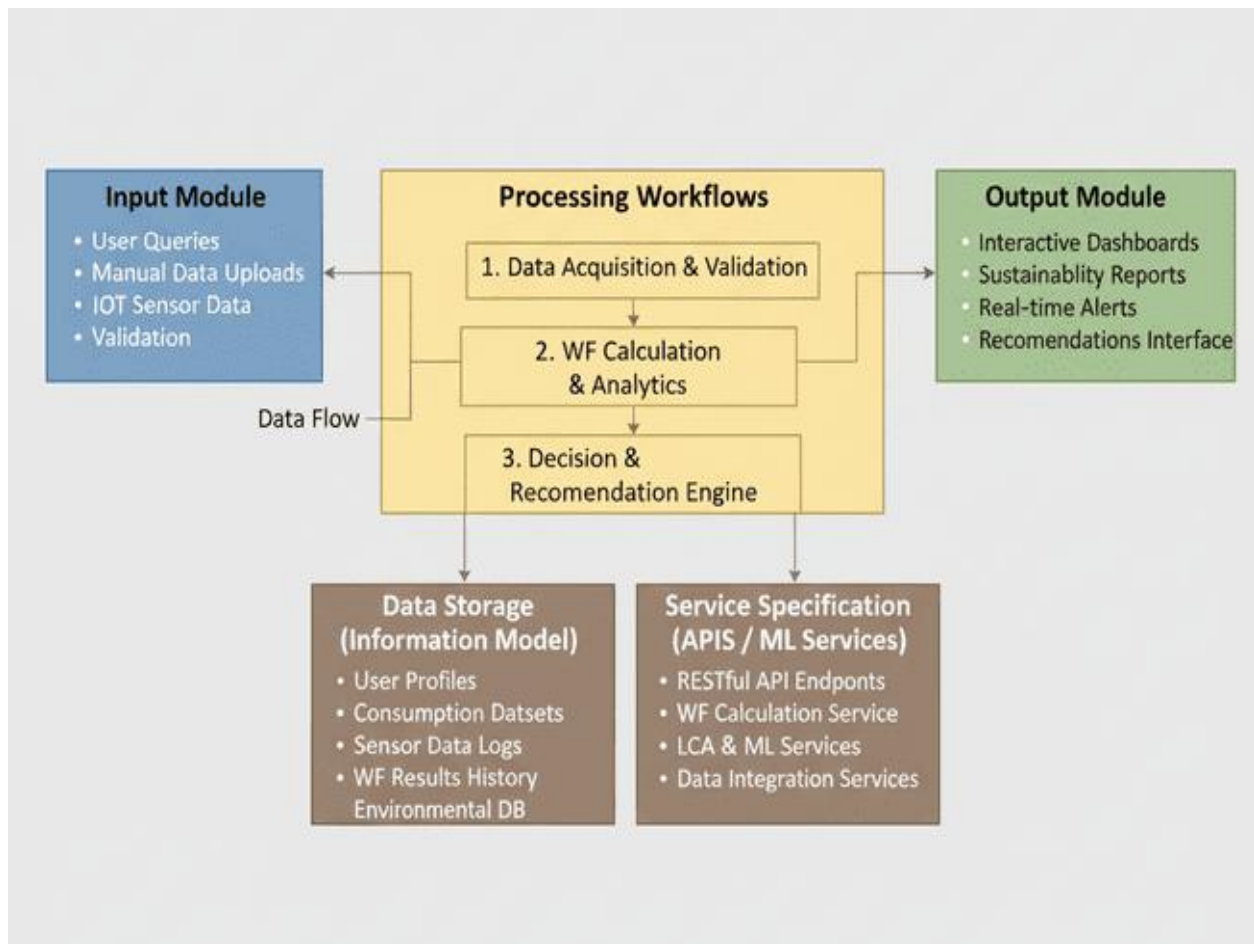 Input Module
• User Queries
• Manual Data Uploads
• IOT Sensor Data
• Validation
Data Flow
Processing Workflows
1. Data Acquisition & Validation
2. WF Calculation
& Analytics
3. Decision &
Recomendation Engine
Output Module
• Interactive Dashboards
• Sustainablity Reports
• Real-time Alerts
• Recomendations Interface
Data Storage
(Information Model)
• User Profiles
• Consumption Datsets
• Sensor Data Logs
• WF Results History
Environmental DB
Service Specification
(APIS / ML Services)
• RESTful API Endponts
• WF Calculation Service
• LCA & ML Services
• Data Integration Services